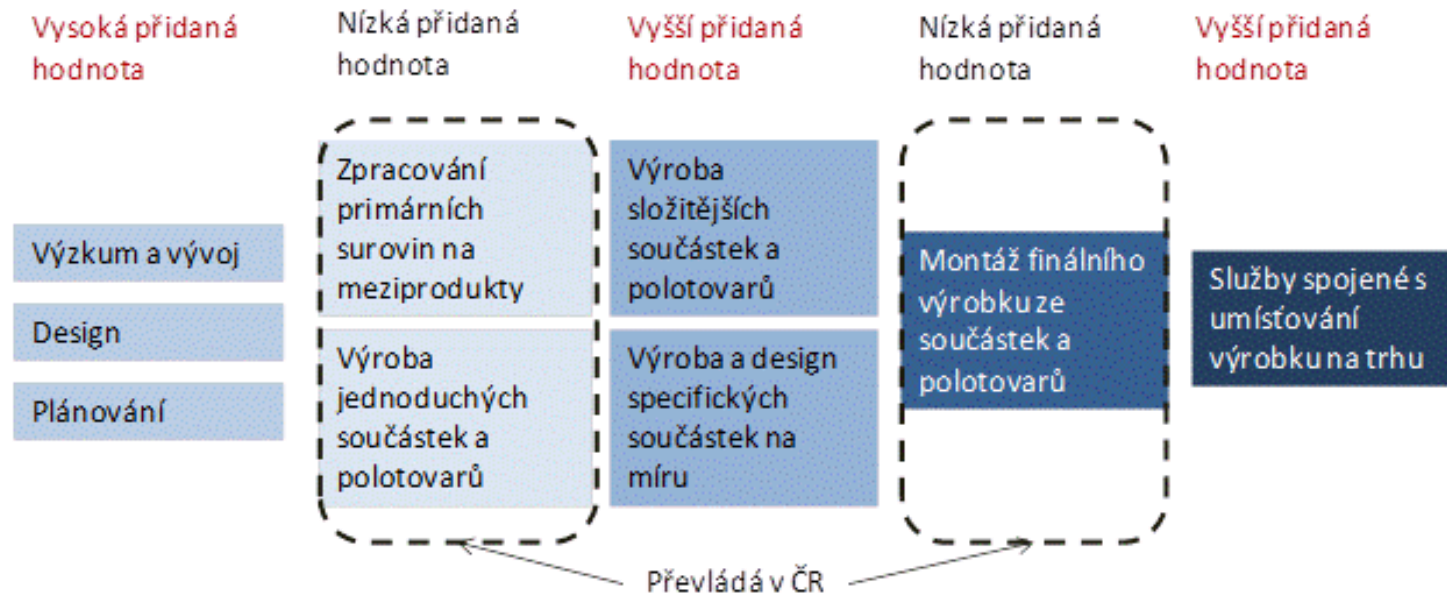 Vysoká přidaná
hodnota
Nízká přidaná
hodnota
Vyšší přidaná
hodnota
Nízká přidaná
hodnota
Vyšší přidaná
hodnota
Výzkum a vývoj
Design
Plánování
Zpracování
primárních
surovin na
meziprodukty
Výroba
jednoduchých
součástek a
polotovarů
Výroba
složitějších
součástek a
polotovarů
Výroba a design
specifických
součástek na
míru
Montáž finálního
výrobku ze
součástek a
polotovarů
Služby spojené s
umísťování
výrobku na trhu
Převládá v ČR